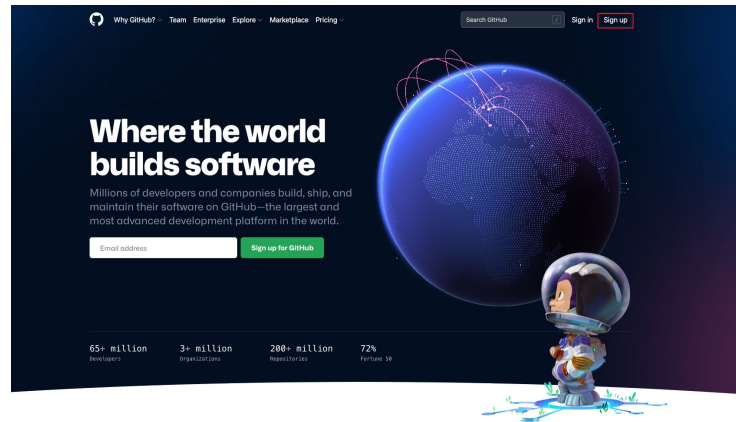 Why GitHub? Team Enterprise Explore Marketplace Pricing Search GitHub / Sign in Sign up
Where the world
builds software
Millions of developers and companies build, ship, and
maintain their software on GitHub—the largest and
most advanced development platform in the world.
Email address Sign up for GitHub
65+ million 3+ million 200+ million 72%
Developers Organizations Repositories Fortune 50